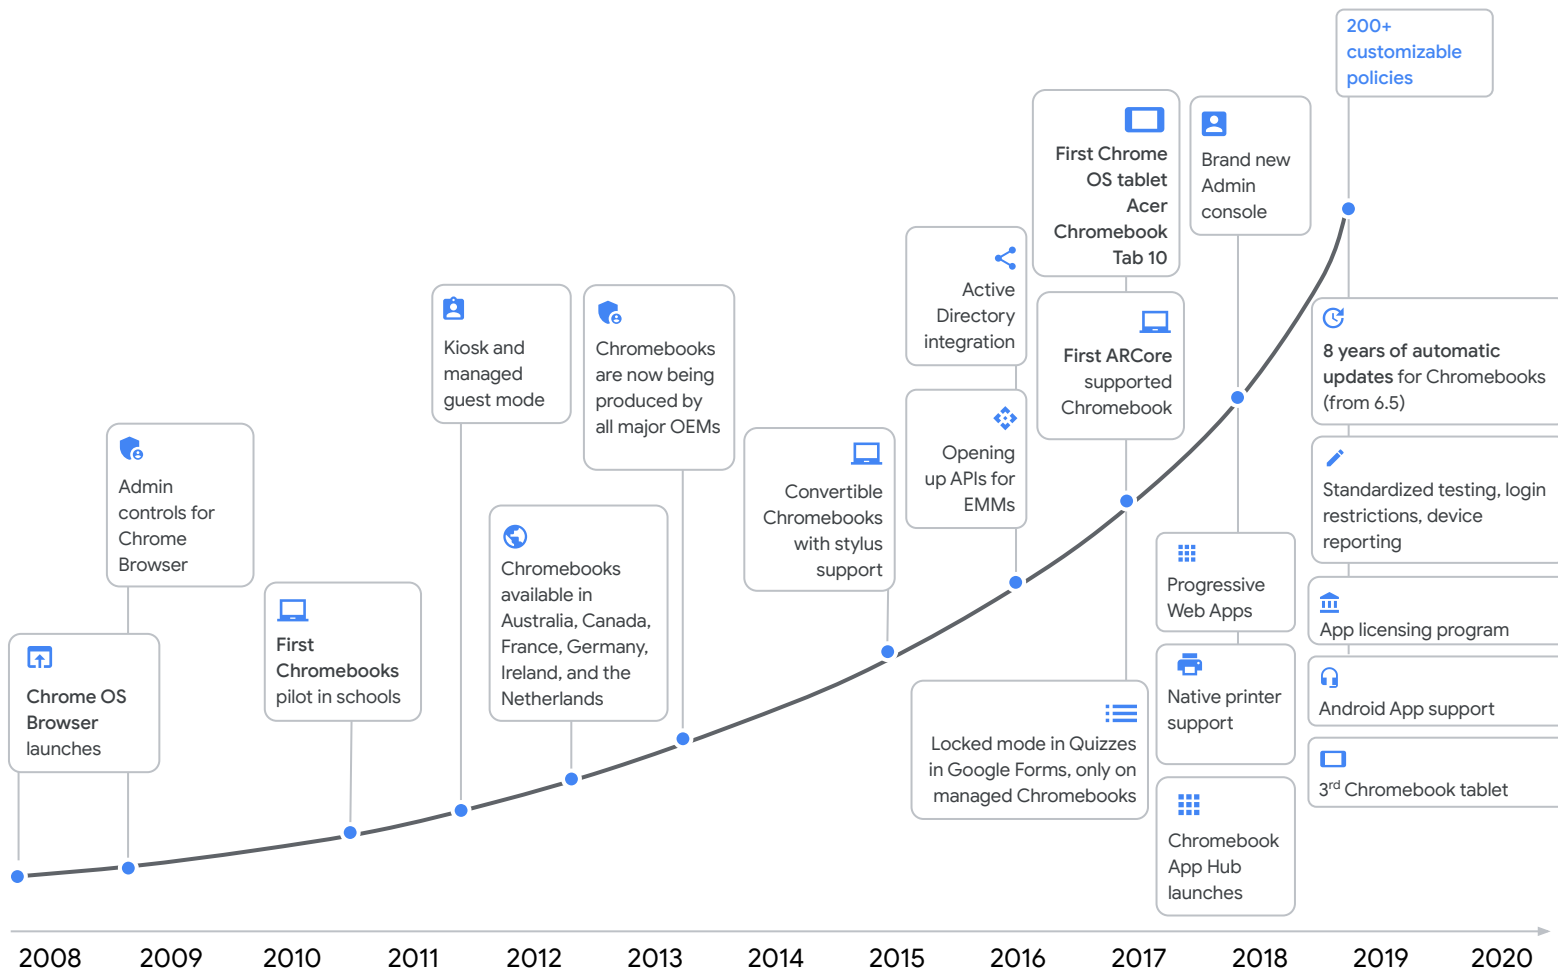 200+
customizable
policies
First Chrome
OS tablet
Acer
Chromebook
Tab 10
Brand new
Admin
console
Active
Directory
integration
Kiosk and
managed
guest mode
Chromebooks
are now being
produced by
all major OEMs
First ARCore
supported
Chromebook
8 years of automatic
updates for Chromebooks
(from 6.5)
Admin
controls for
Chrome
Browser
Convertible
Chromebooks
with stylus
support
Opening
up APIs for
EMMs
Standardized testing, login
restrictions, device
reporting
Chromebooks
available in
Australia, Canada,
France, Germany,
Ireland, and the
Netherlands
First
Chromebooks
pilot in schools
Progressive
Web Apps
App licensing program
Chrome OS
Browser
launches
Native printer
support
Android App support
Locked mode in Quizzes
in Google Forms, only on
managed Chromebooks
3rd Chromebook tablet
Chromebook
App Hub
launches
2008 2009 2010 2011 2012 2013 2014 2015 2016 2017 2018 2019 2020